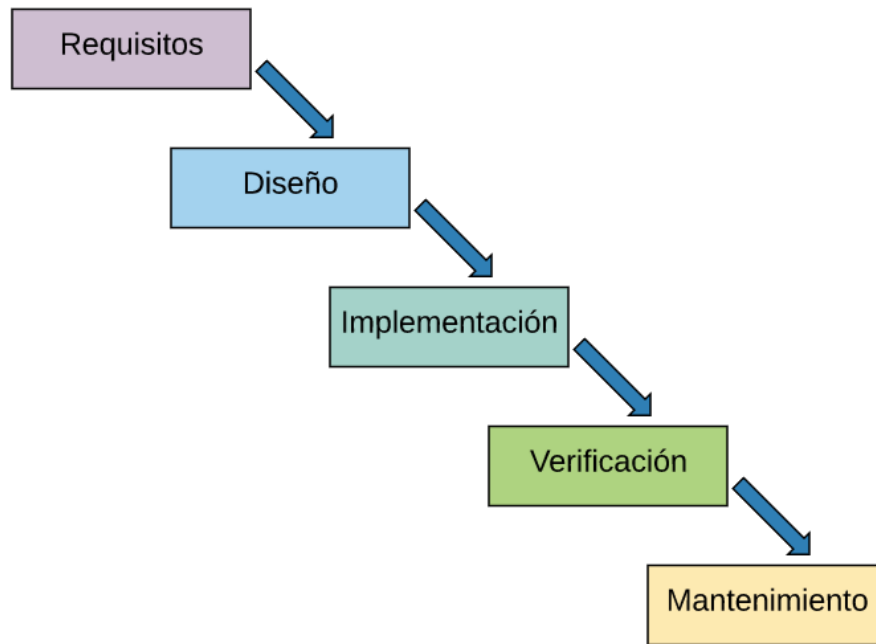 Requisitos
Diseño
Implementación
Verificación
Mantenimiento